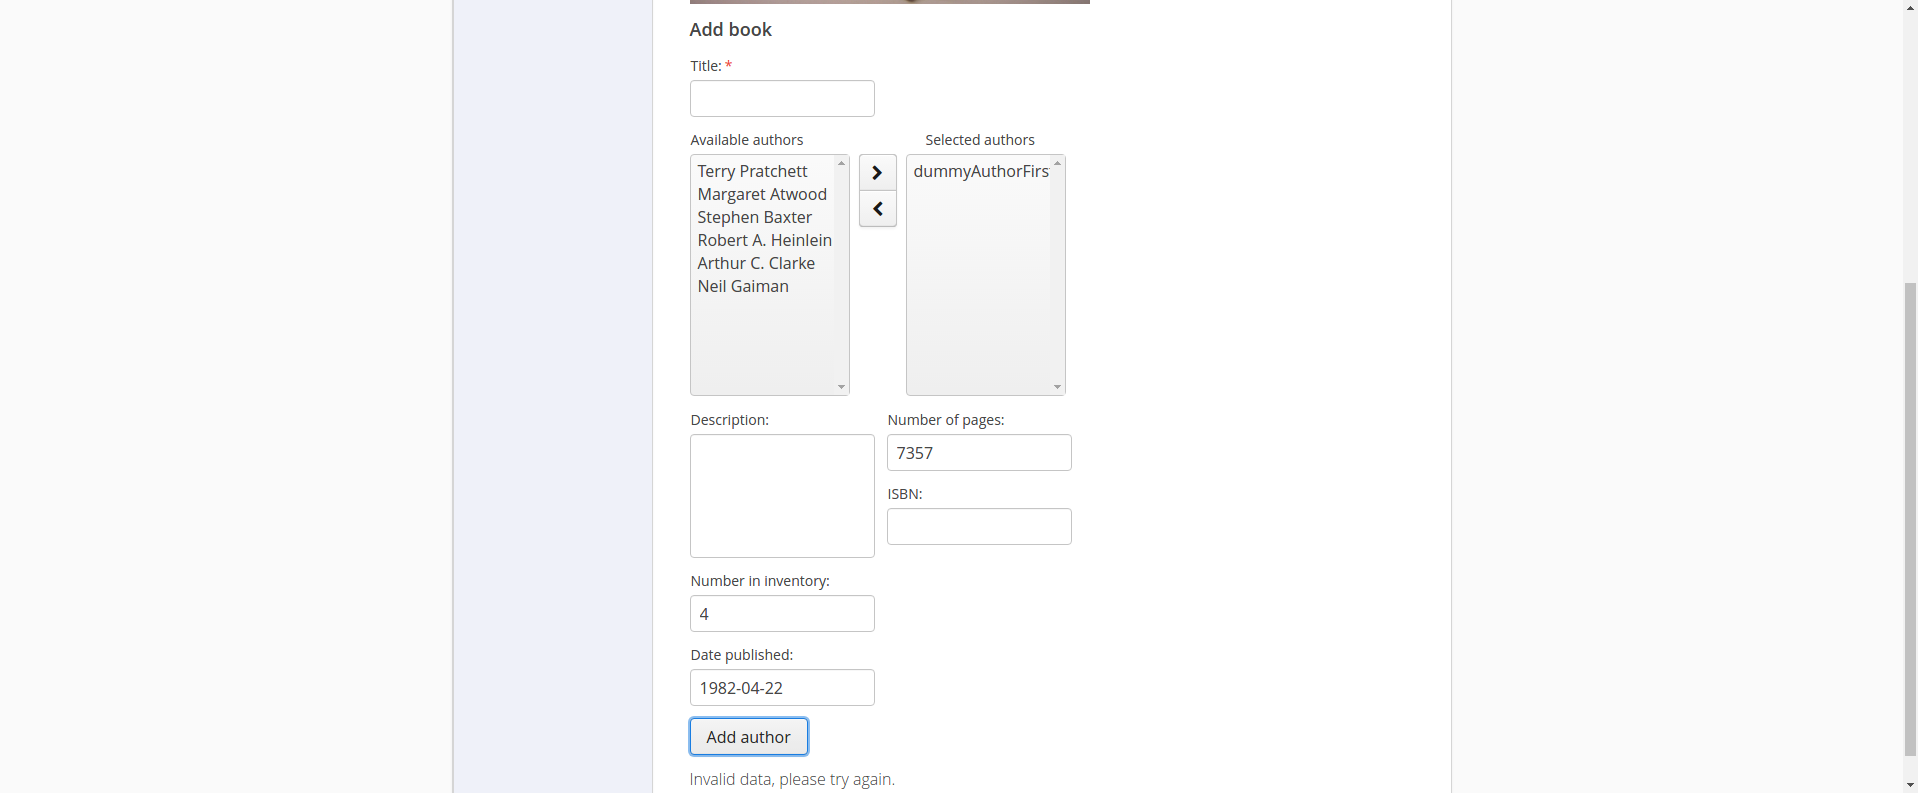 Add book
Title: *
Available authors
Selected authors
Terry Pratchett
Margaret Atwood
Stephen Baxter
Robert A. Heinlein
Arthur C. Clarke
Neil Gaiman
dummyAuthorFirs
Description:
Number of pages:
7357
ISBN:
Number in inventory:
4
Date published:
1982-04-22
Add author
Invalid data, please try again.